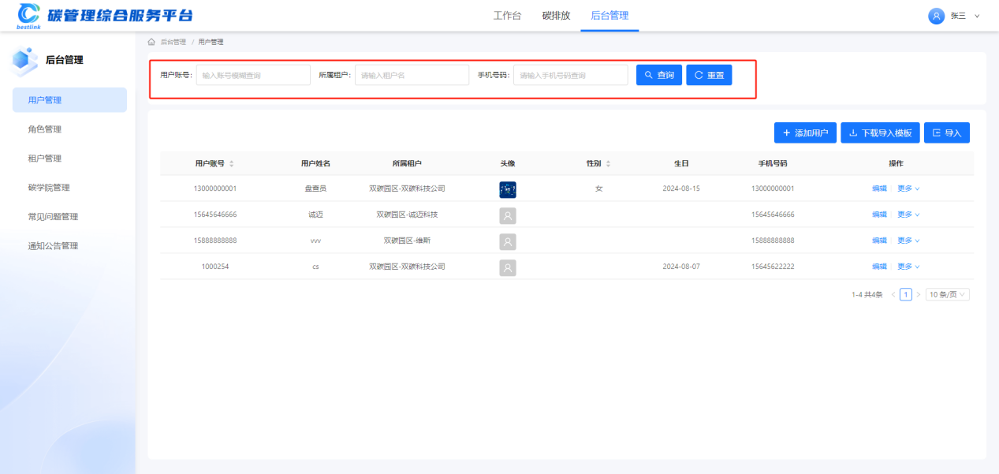 碳管理综合服务平台
bestlink
工作台 碳排放 后台管理
张三
后台管理 / 用户管理
后台管理
用户管理
角色管理
租户管理
碳学院管理
常见问题管理
通知公告管理
用户账号: 输入账号模糊查询 所属租户: 请输入租户名 手机号码: 请输入手机号码查询 查询 重置
添加用户 下载导入模板 导入
用户账号 用户姓名 所属租户 头像 性别 生日 手机号码 操作
13000000001 盘查员 双碳园区-双碳科技公司 女 2024-08-15 13000000001 编辑 更多
15645646666 诚迈 双碳园区-诚迈科技 15645646666 编辑 更多
15888888888 vvv 双碳园区-维斯 15888888888 编辑 更多
1000254 cs 双碳园区-双碳科技公司 2024-08-07 15645622222 编辑 更多
1-4 共4条 < 1 > 10 条/页